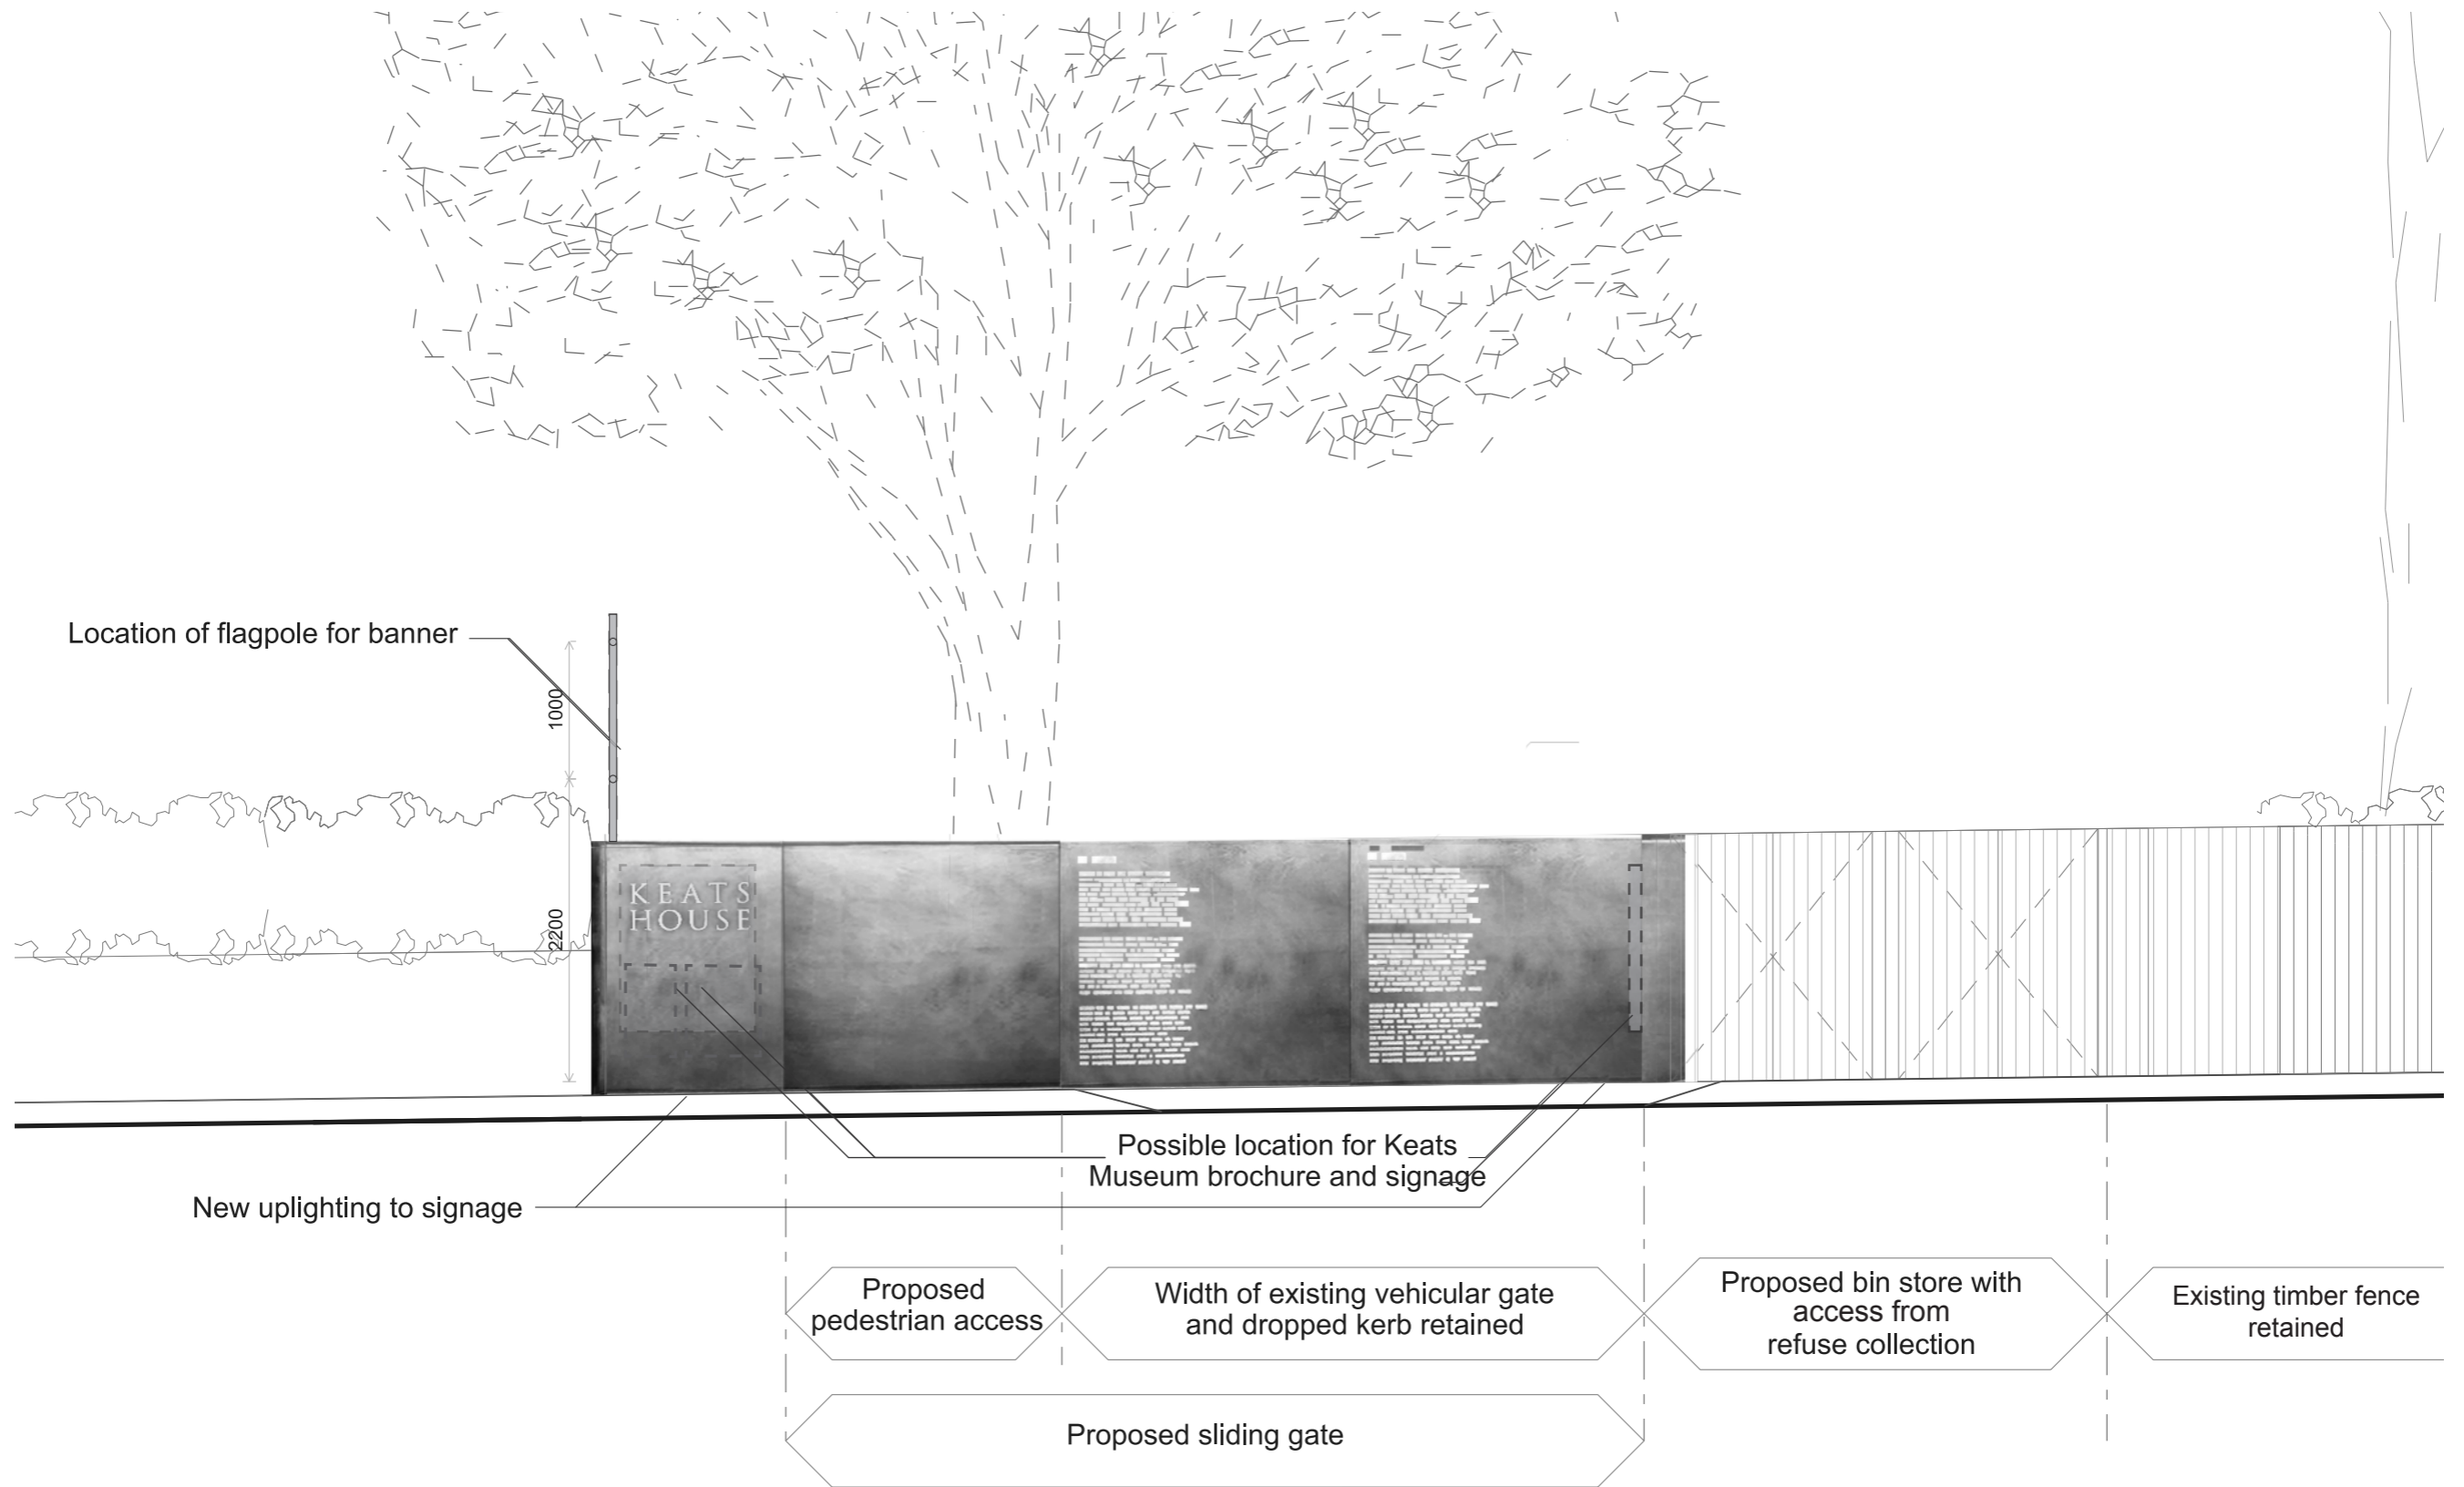 Location of flagpole for banner
1000
2200
KEATS
HOUSE
Possible location for Keats
Museum brochure and signage
New uplighting to signage
Proposed
pedestrian access
Width of existing vehicular gate
and dropped kerb retained
Proposed bin store with
access from
refuse collection
Existing timber fence
retained
Proposed sliding gate